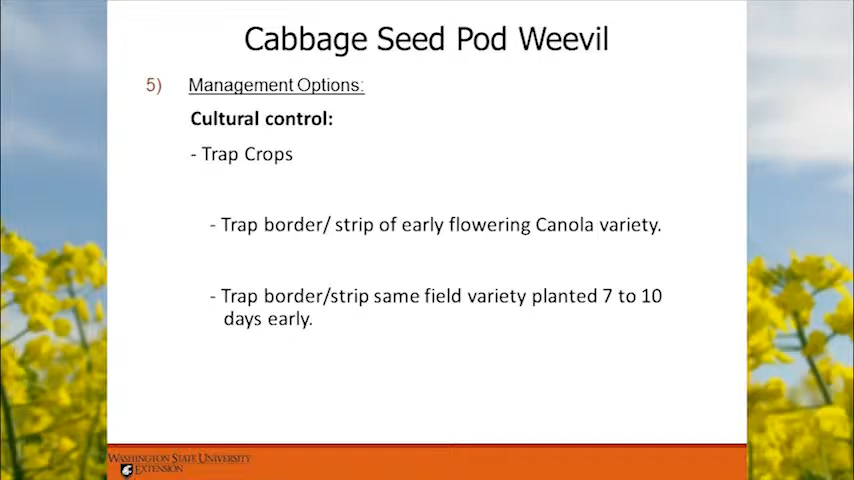 Cabbage Seed Pod Weevil
5) Management Options:
Cultural control:
- Trap Crops
- Trap border/ strip of early flowering Canola variety.
- Trap border/strip same field variety planted 7 to 10
days early.
WASHINGTON STATE UNIVERSITY
EXTENSION